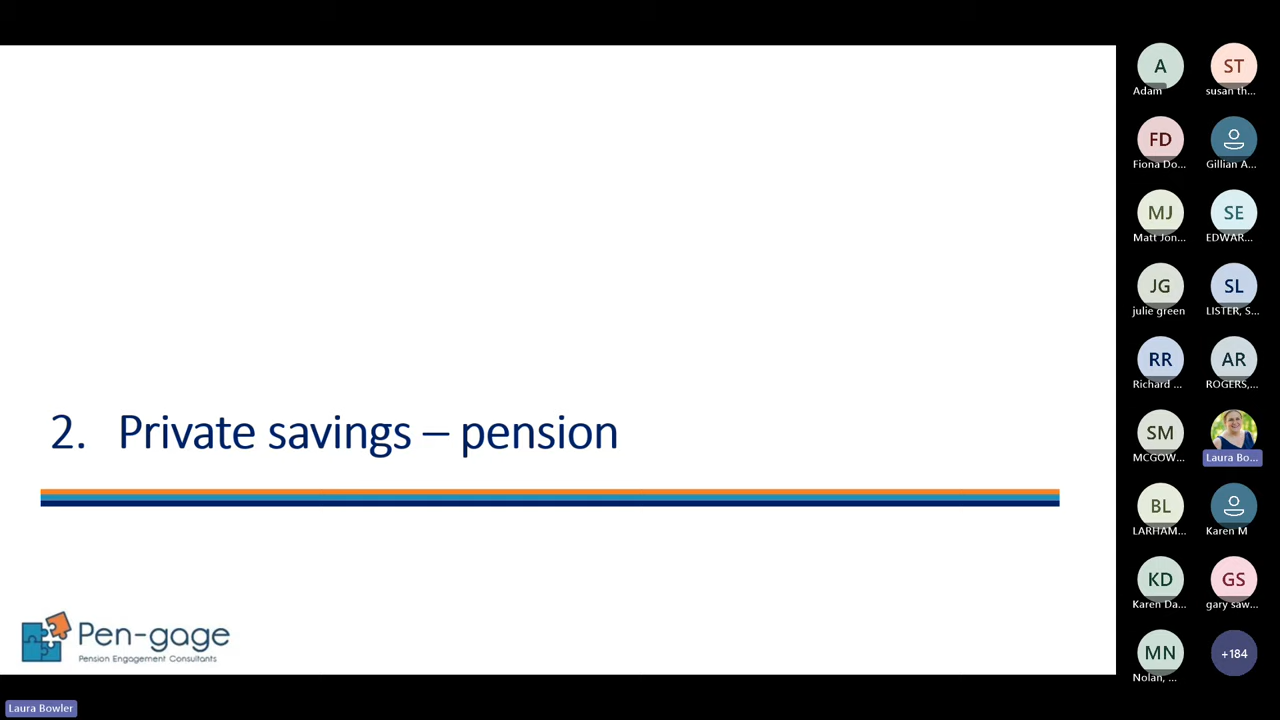 2. Private savings – pension
Pen-gage
Pension Engagement Consultants
Laura Bowler
A
Adam
ST
susan th...
FD
Fiona Do...
Gillian A...
MJ
Matt Jon...
SE
EDWAR...
JG
julie green
SL
LISTER, S...
RR
Richard ...
AR
ROGERS,...
SM
MCGOW...
Laura Bo...
BL
LARHAM...
Karen M
KD
Karen Da...
GS
gary saw...
MN
Nolan, ...
+184